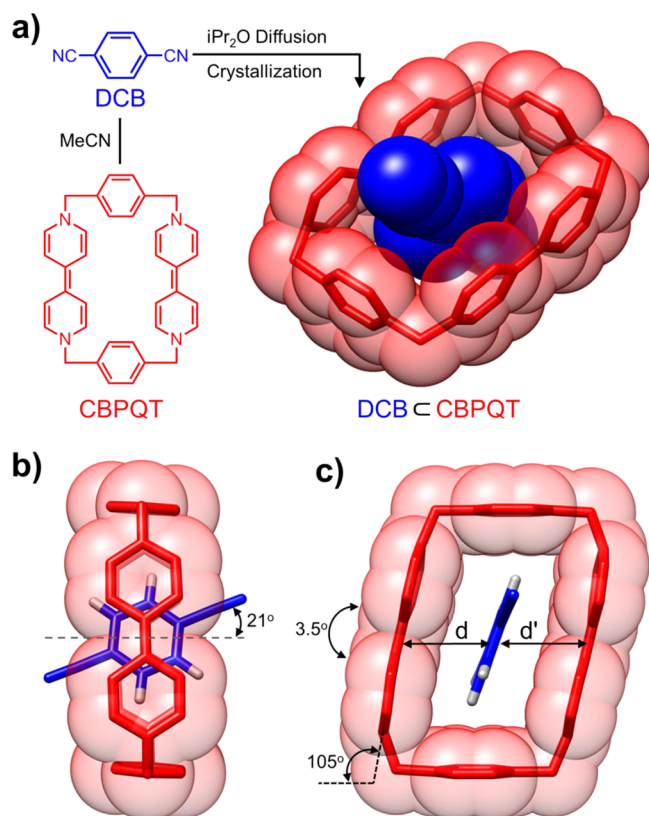 a)
NC
CN
DCB
iPr₂O Diffusion
Crystallization
MeCN
N
N
N
N
CBPQT
DCB ⊂ CBPQT
b)
21°
c)
3.5°
d
d'
105°